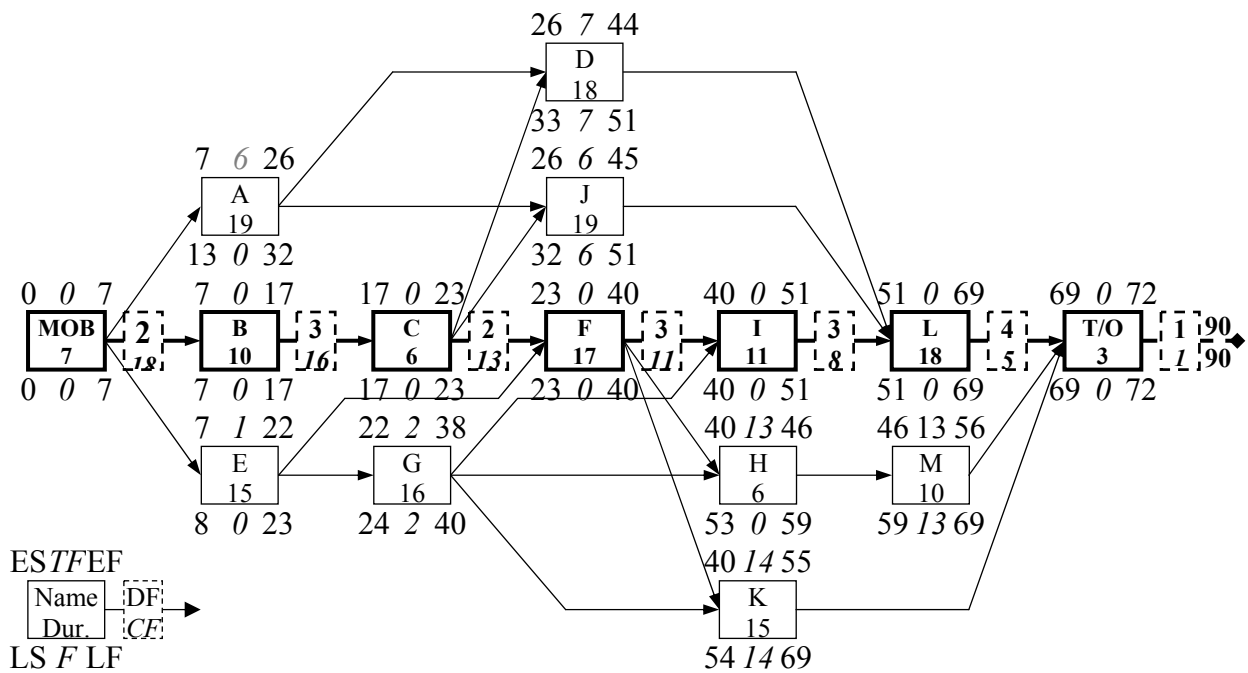 26 7 44
D
18
33 7 51
7 6 26
A
19
13 0 32
26 6 45
J
19
32 6 51
0 0 7
MOB
7
0 0 7
2
18
7 0 17
B
10
7 0 17
3
16
17 0 23
C
6
17 0 23
2
13
23 0 40
F
17
23 0 40
3
11
40 0 51
I
11
40 0 51
3
8
51 0 69
L
18
51 0 69
4
5
69 0 72
T/O
3
69 0 72
1
1
90
90
7 1 22
E
15
8 0 23
22 2 38
G
16
24 2 40
40 13 46
H
6
53 0 59
46 13 56
M
10
59 13 69
40 14 55
K
15
54 14 69
ES TF EF
Name
Dur.
DF
CF
LS F LF